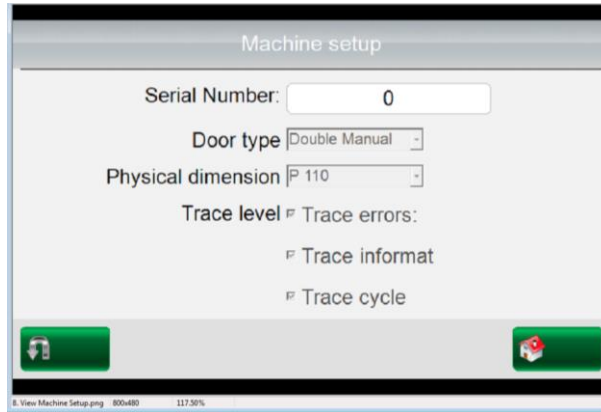 Machine setup
Serial Number: 0
Door type Double Manual
Physical dimension P 110
Trace level Trace errors:
Trace informat
Trace cycle
8. View Machine Setup.png 800x480 117.50%